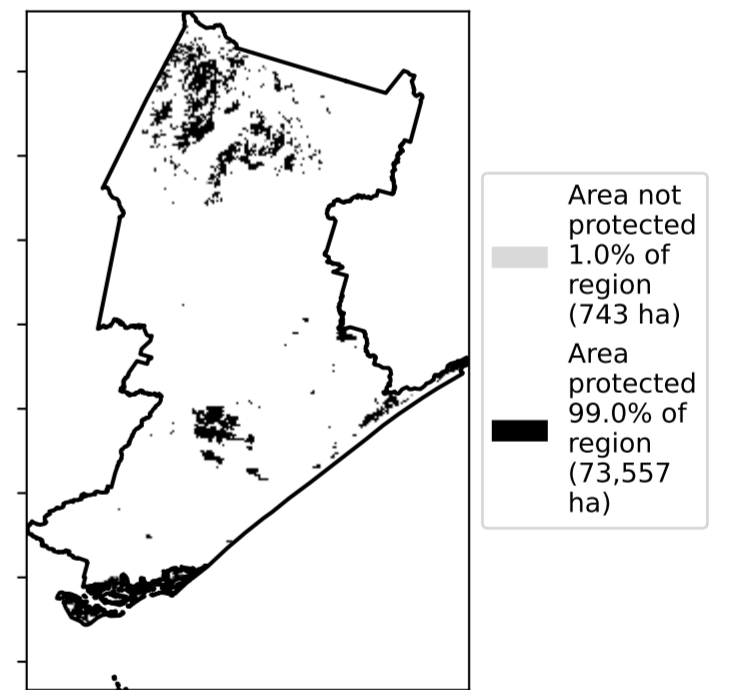 Area not
protected
1.0% of
region
(743 ha)
Area
protected
99.0% of
region
(73,557
ha)